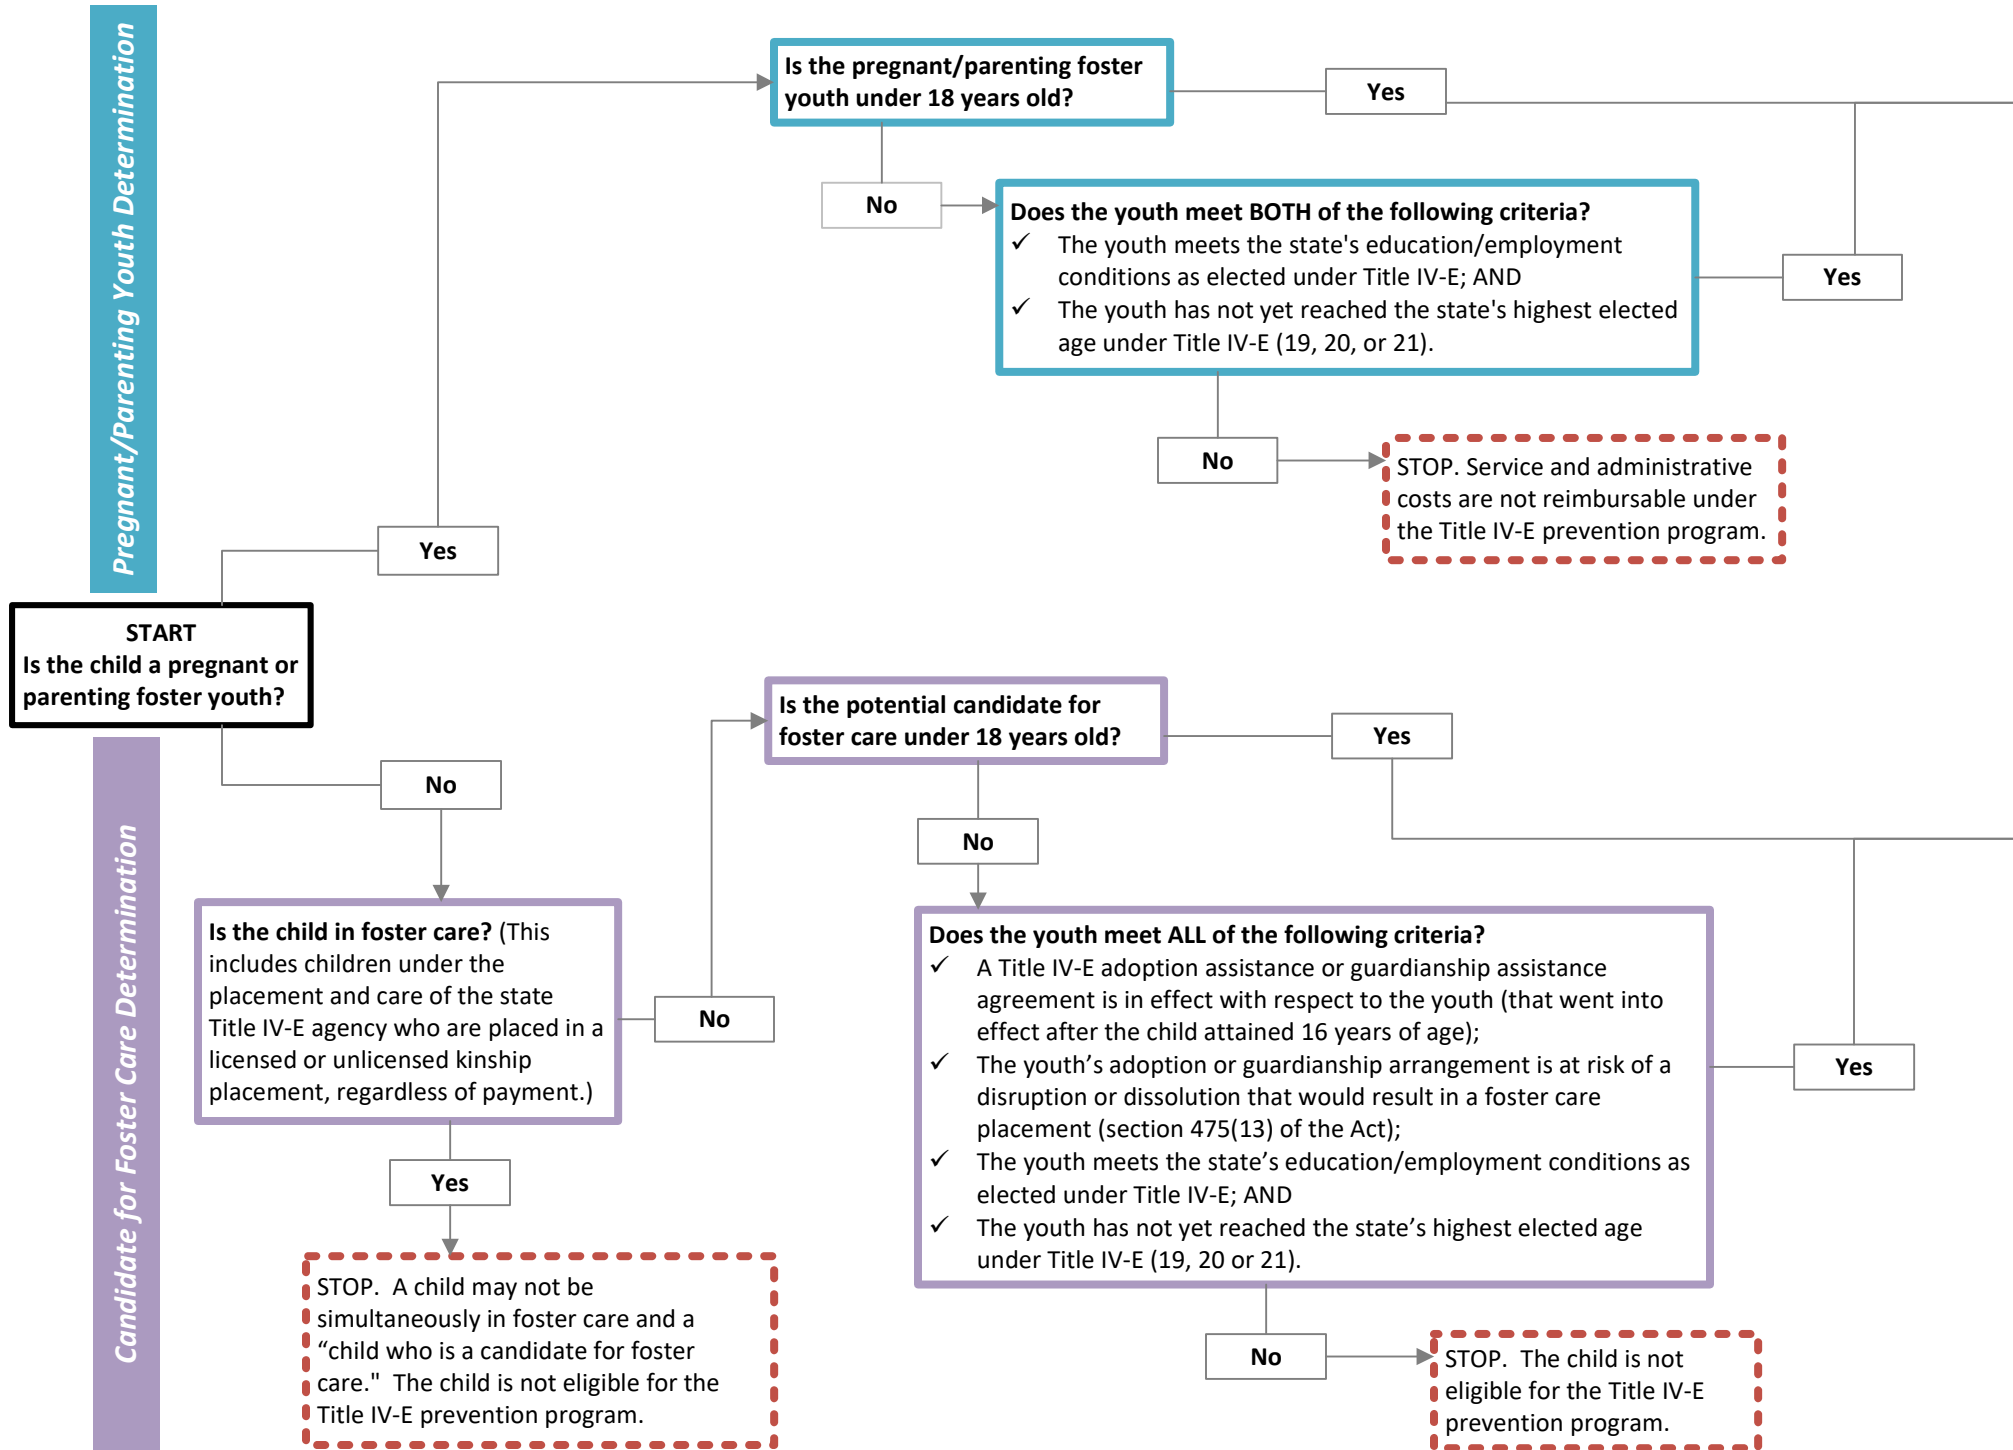 Pregnant/Parenting Youth Determination
Is the pregnant/parenting foster
youth under 18 years old?
Yes
No
Does the youth meet BOTH of the following criteria?
✓ The youth meets the state's education/employment
conditions as elected under Title IV-E; AND
✓ The youth has not yet reached the state's highest elected
age under Title IV-E (19, 20, or 21).
Yes
No
STOP. Service and administrative
costs are not reimbursable under
the Title IV-E prevention program.
Yes
START
Is the child a pregnant or
parenting foster youth?
Candidate for Foster Care Determination
No
Is the child in foster care? (This
includes children under the
placement and care of the state
Title IV-E agency who are placed in a
licensed or unlicensed kinship
placement, regardless of payment.)
Yes
STOP.  A child may not be
simultaneously in foster care and a
“child who is a candidate for foster
care."  The child is not eligible for the
Title IV-E prevention program.
No
Is the potential candidate for
foster care under 18 years old?
Yes
No
Does the youth meet ALL of the following criteria?
✓ A Title IV-E adoption assistance or guardianship assistance
agreement is in effect with respect to the youth (that went into
effect after the child attained 16 years of age);
✓ The youth’s adoption or guardianship arrangement is at risk of a
disruption or dissolution that would result in a foster care
placement (section 475(13) of the Act);
✓ The youth meets the state’s education/employment conditions as
elected under Title IV-E; AND
✓ The youth has not yet reached the state’s highest elected age
under Title IV-E (19, 20 or 21).
Yes
No
STOP.  The child is not
eligible for the Title IV-E
prevention program.